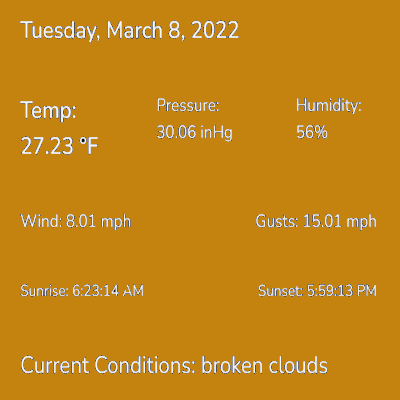 Tuesday, March 8, 2022
Temp:
27.23 °F
Pressure:
30.06 inHg
Humidity:
56%
Wind: 8.01 mph
Gusts: 15.01 mph
Sunrise: 6:23:14 AM
Sunset: 5:59:13 PM
Current Conditions: broken clouds